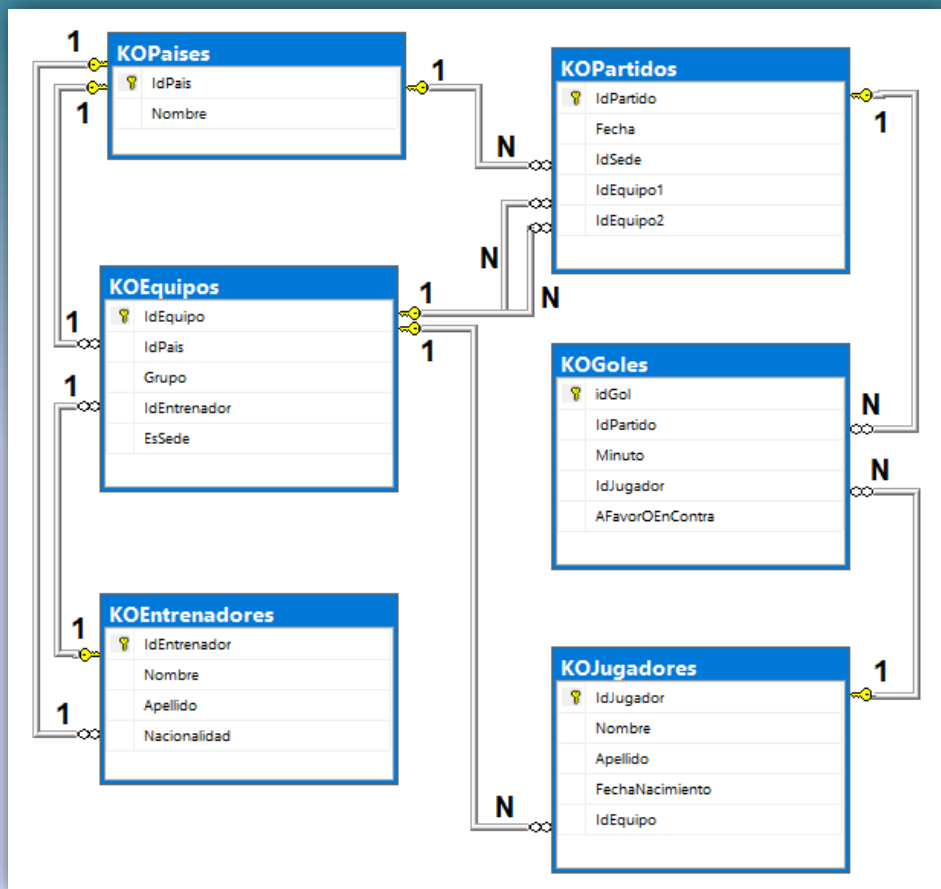 1
KOPaises
IdPais
Nombre
1
1
N
KOPartidos
IdPartido
Fecha
IdSede
IdEquipo1
IdEquipo2
1
N
N
1
1
KOEquipos
IdEquipo
IdPais
Grupo
IdEntrenador
EsSede
1
1
KOGoles
idGol
IdPartido
Minuto
IdJugador
AFavorOEnContra
N
N
KOEntrenadores
IdEntrenador
Nombre
Apellido
Nacionalidad
1
1
KOJugadores
IdJugador
Nombre
Apellido
FechaNacimiento
IdEquipo
1
N